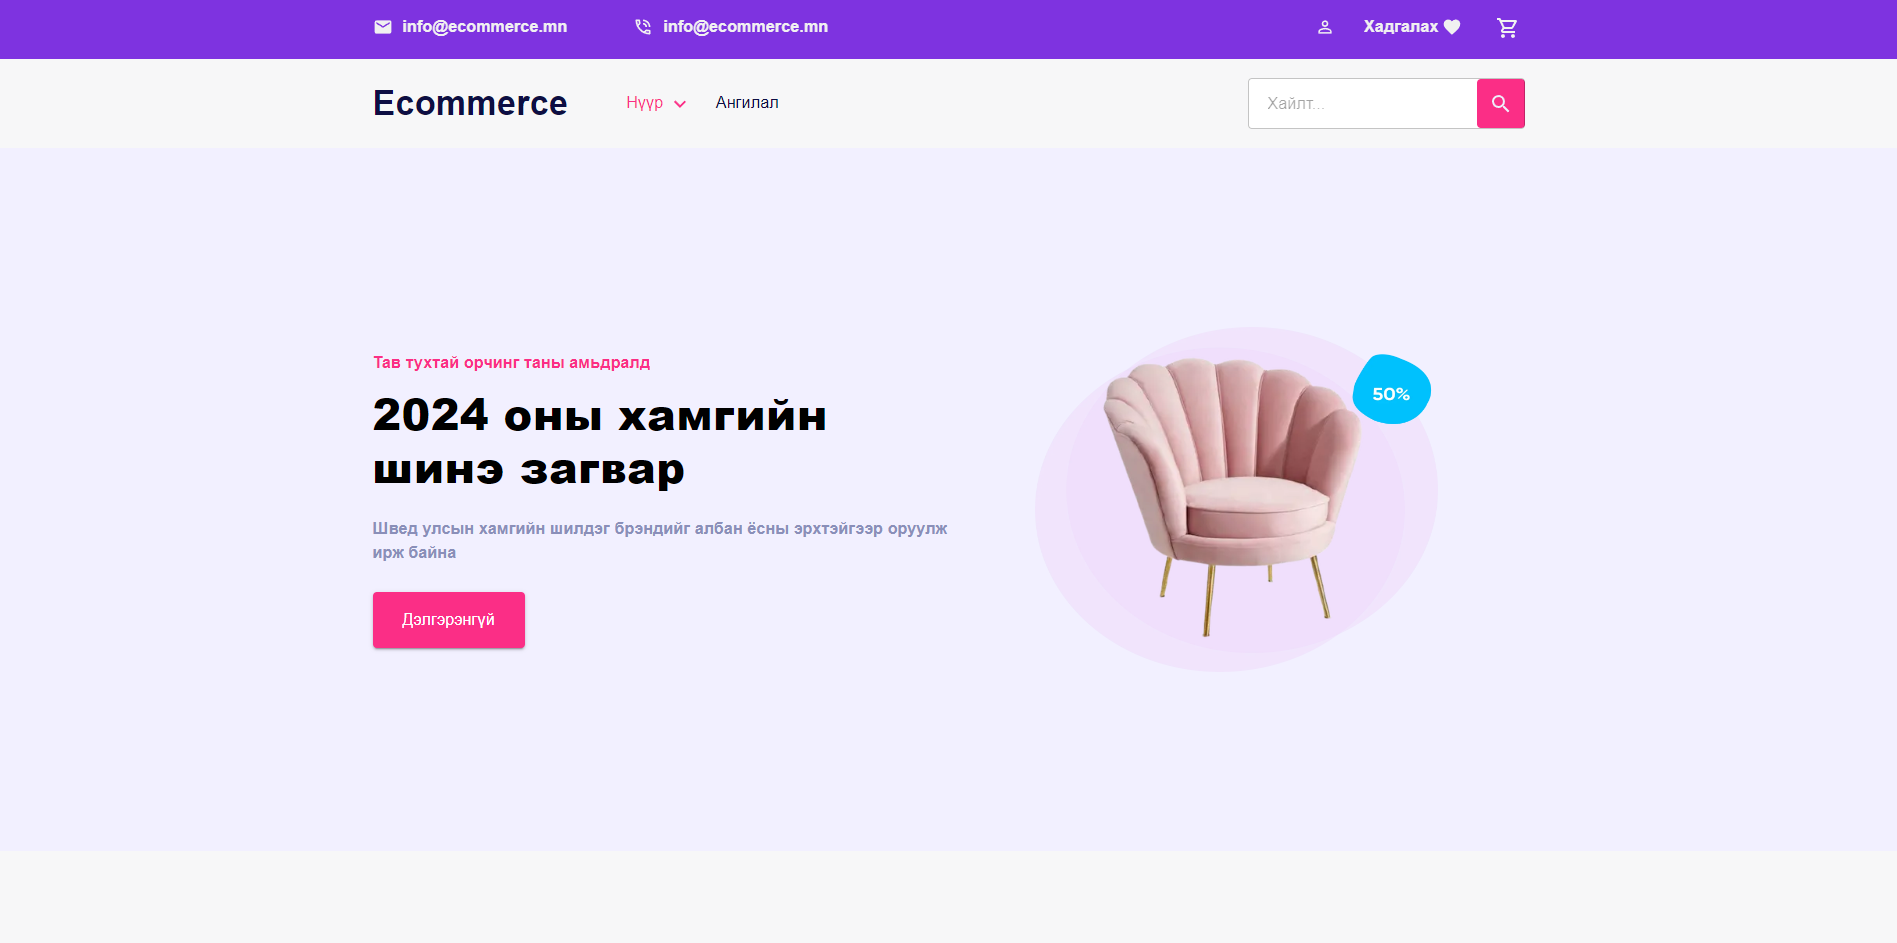 info@ecommerce.mn
info@ecommerce.mn
Хадгалах
Ecommerce
Нүүр
Ангилал
Хайлт...
Тав тухтай орчинг таны амьдралд
2024 оны хамгийн
шинэ загвар
50%
Швед улсын хамгийн шилдэг брэндийг албан ёсны эрхтэйгээр оруулж
ирж байна
Дэлгэрэнгүй